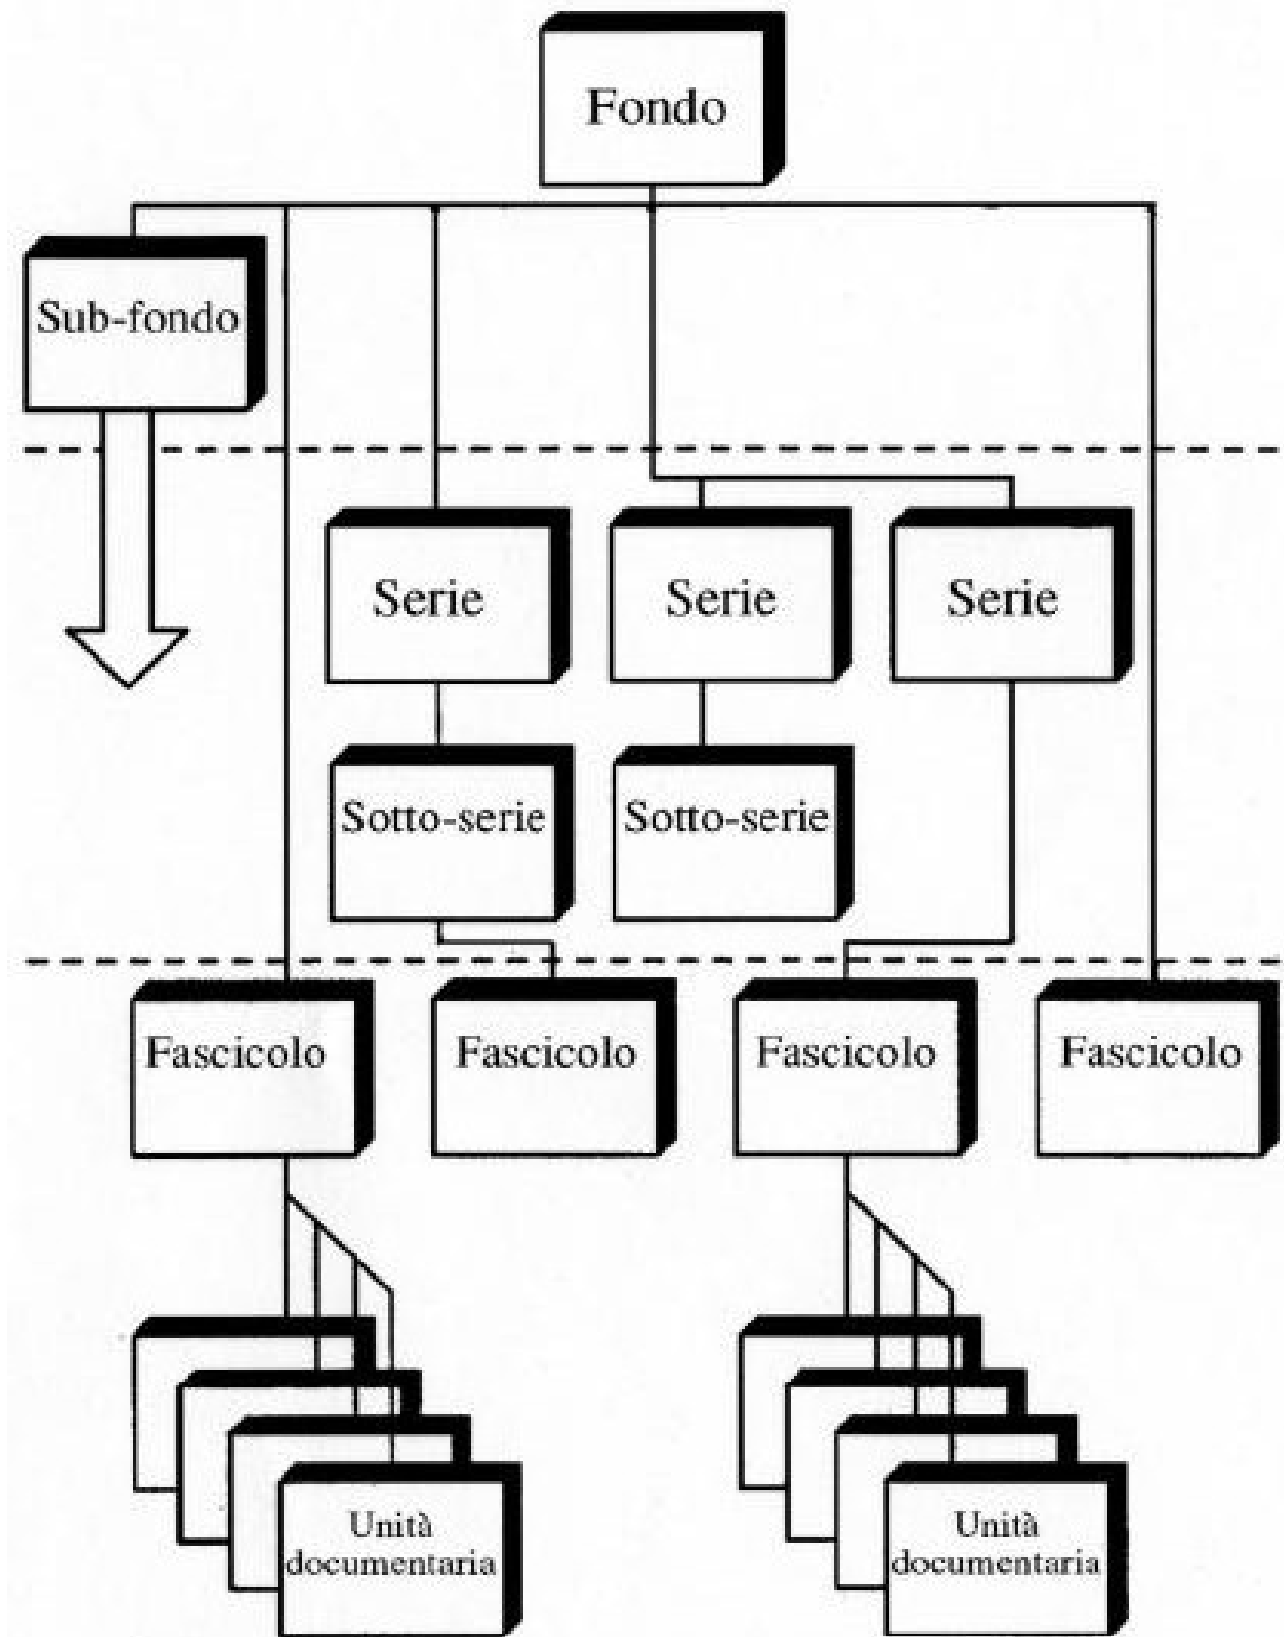 Fondo
Sub-fondo
Serie
Serie
Serie
Sotto-serie
Sotto-serie
Fascicolo
Fascicolo
Fascicolo
Fascicolo
Unità
documentaria
Unità
documentaria